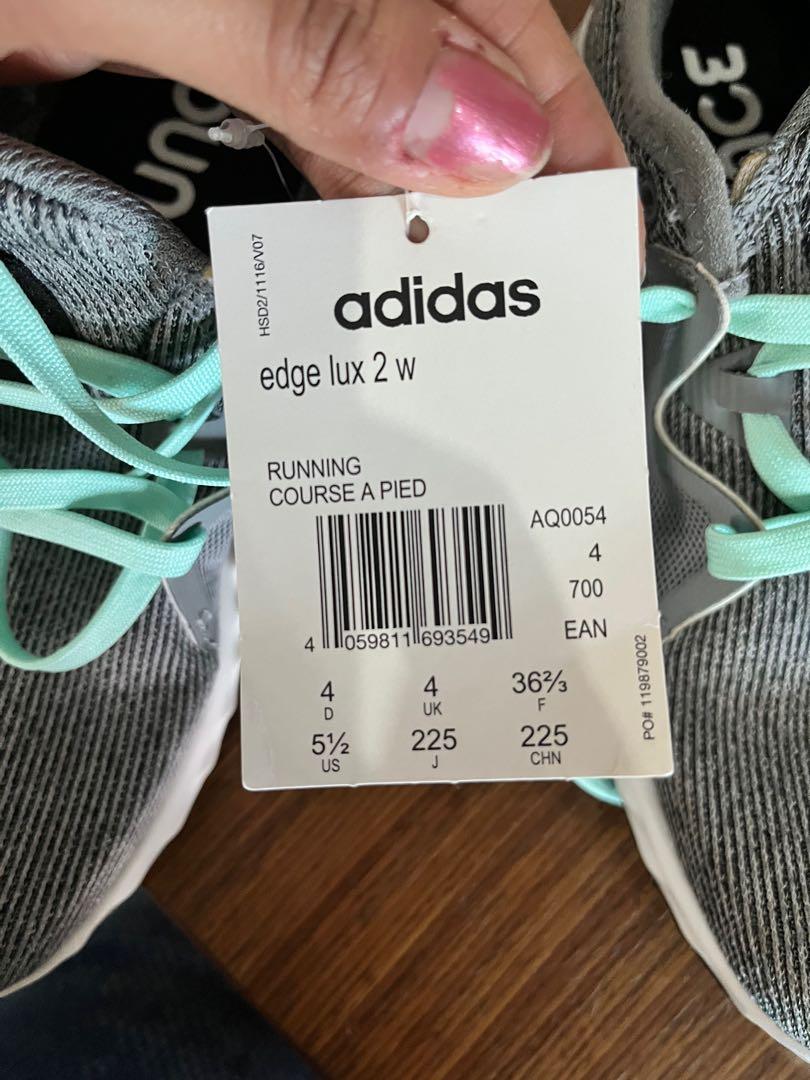 HSD2/1116/V07
adidas
edge lux 2 w
RUNNING
COURSE A PIED
AQ0054
4
700
EAN
4 059811 693549
4 4 36⅔
D UK F
5½ 225 225
US J CHN
PO# 119879002